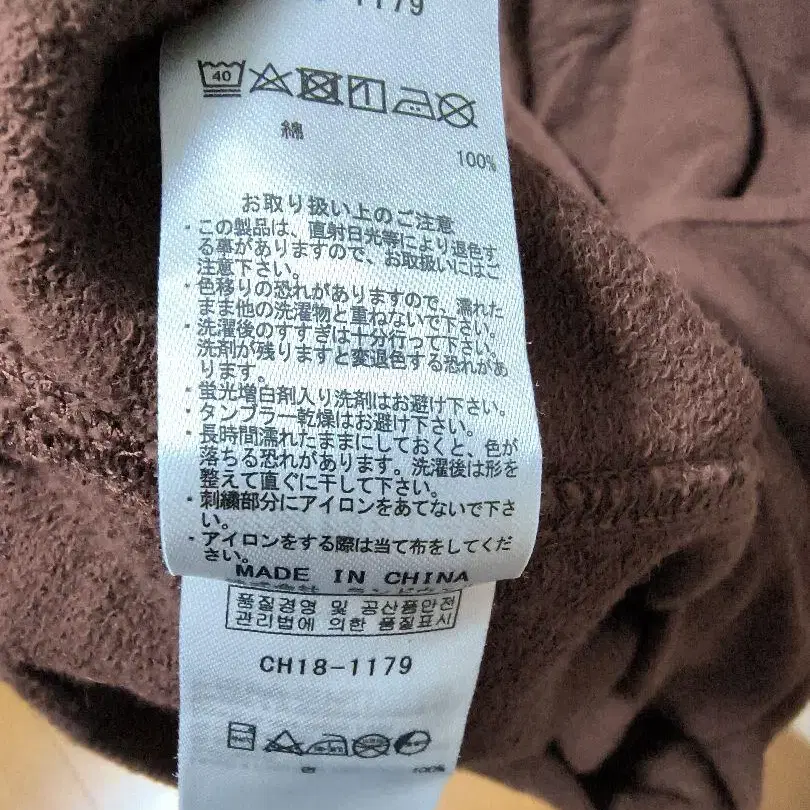 1179
40
綿
100%
お取り扱い上のご注意
・この製品は、直射日光等により退色す
る事がありますので、お取扱いにはご
注意下さい。
・色移りの恐れがありますので、濡れた
まま他の洗濯物と重ねないで下さい。
・洗濯後のすすぎは十分行って下さい。
洗剤が残りますと変退色する恐れがあ
ります。
・蛍光増白剤入り洗剤はお避け下さい。
・タンブラー乾燥はお避け下さい。
・長時間濡れたままにしておくと、色が
落ちる恐れがあります。洗濯後は形を
整えて直ぐに干して下さい。
・刺繍部分にアイロンをあてないで下さ
い。
・アイロンをする際は当て布をしてくだ
さい。
MADE IN CHINA
품질경영 및 공산품안전
관리법에 의한 품질표시
CH18-1179
100%